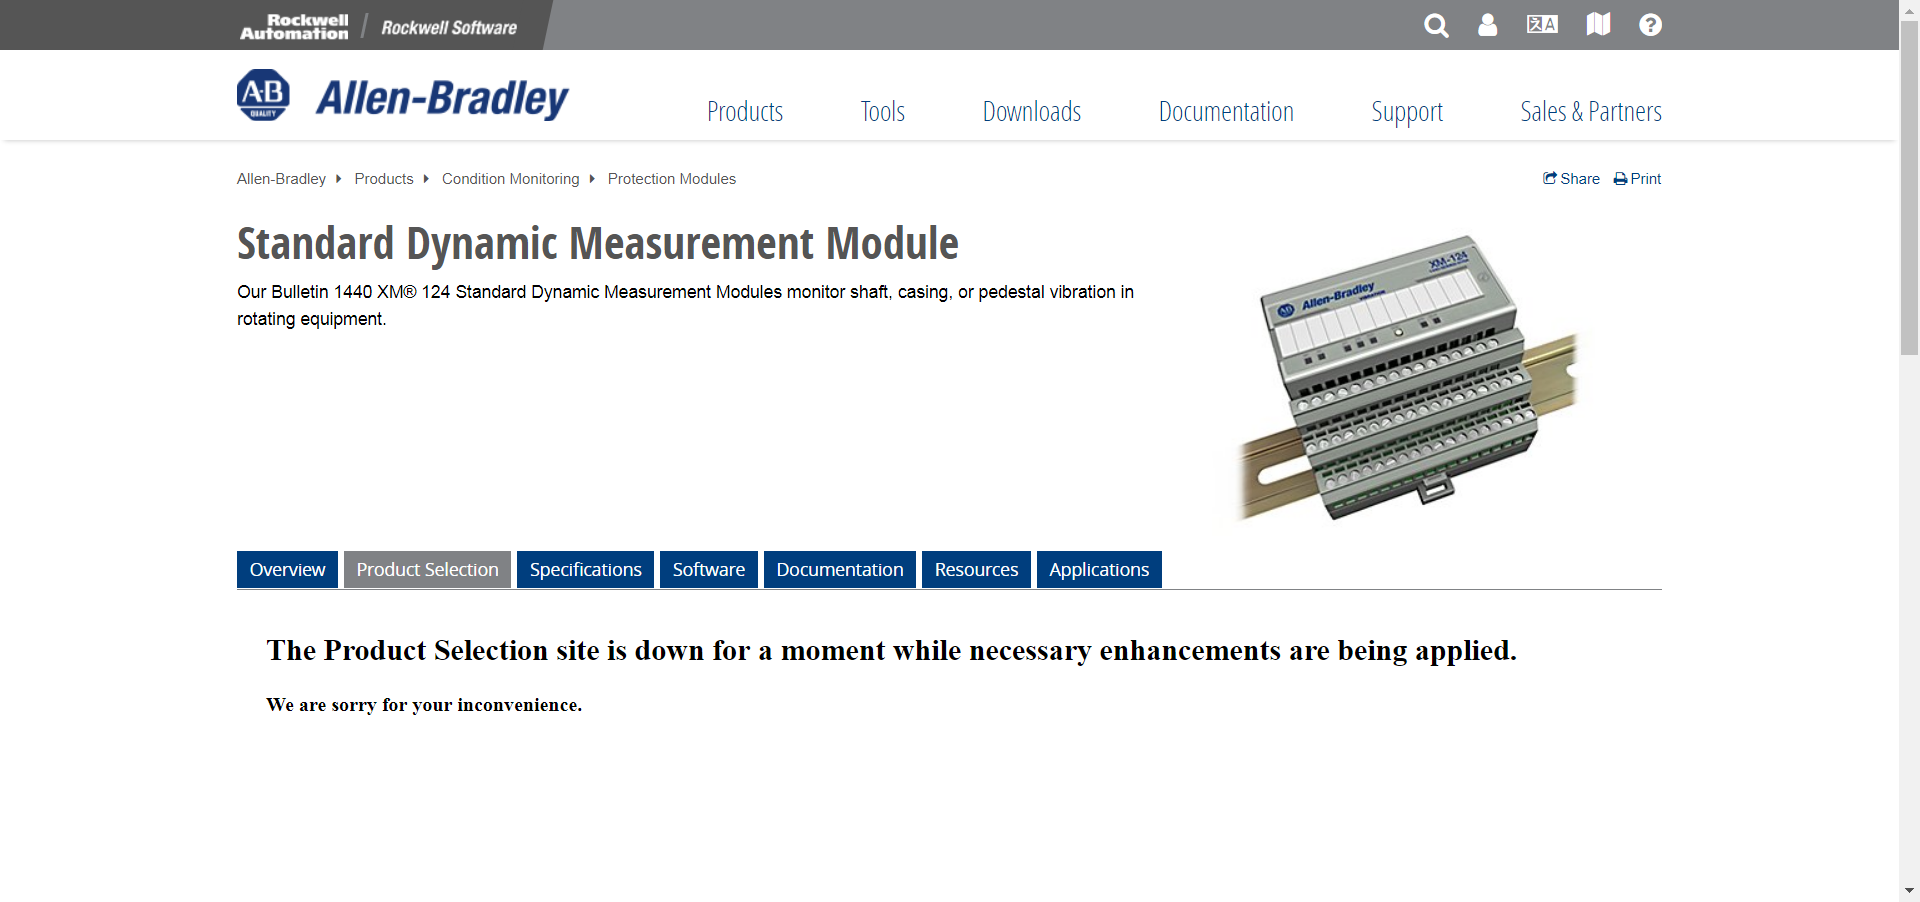 Rockwell Automation
Rockwell Software
A
AB QUALITY
Allen-Bradley
Products Tools Downloads Documentation Support Sales & Partners
Allen-Bradley Products Condition Monitoring Protection Modules
Share Print
Standard Dynamic Measurement Module
Our Bulletin 1440 XM® 124 Standard Dynamic Measurement Modules monitor shaft, casing, or pedestal vibration in
rotating equipment.
XM-124
AB Allen-Bradley
VIBRATION
Overview Product Selection Specifications Software Documentation Resources Applications
The Product Selection site is down for a moment while necessary enhancements are being applied.
We are sorry for your inconvenience.